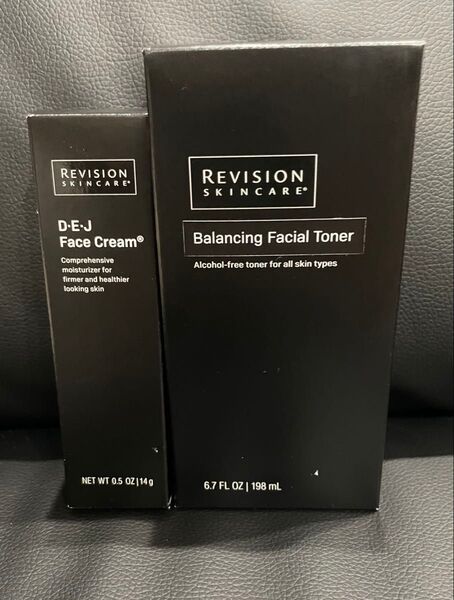 REVISION
SKINCARE®
D·E·J
Face Cream®
Comprehensive
moisturizer for
firmer and healthier
looking skin
NET WT 0.5 OZ | 14 g
REVISION
SKINCARE®
Balancing Facial Toner
Alcohol-free toner for all skin types
6.7 FL OZ | 198 mL